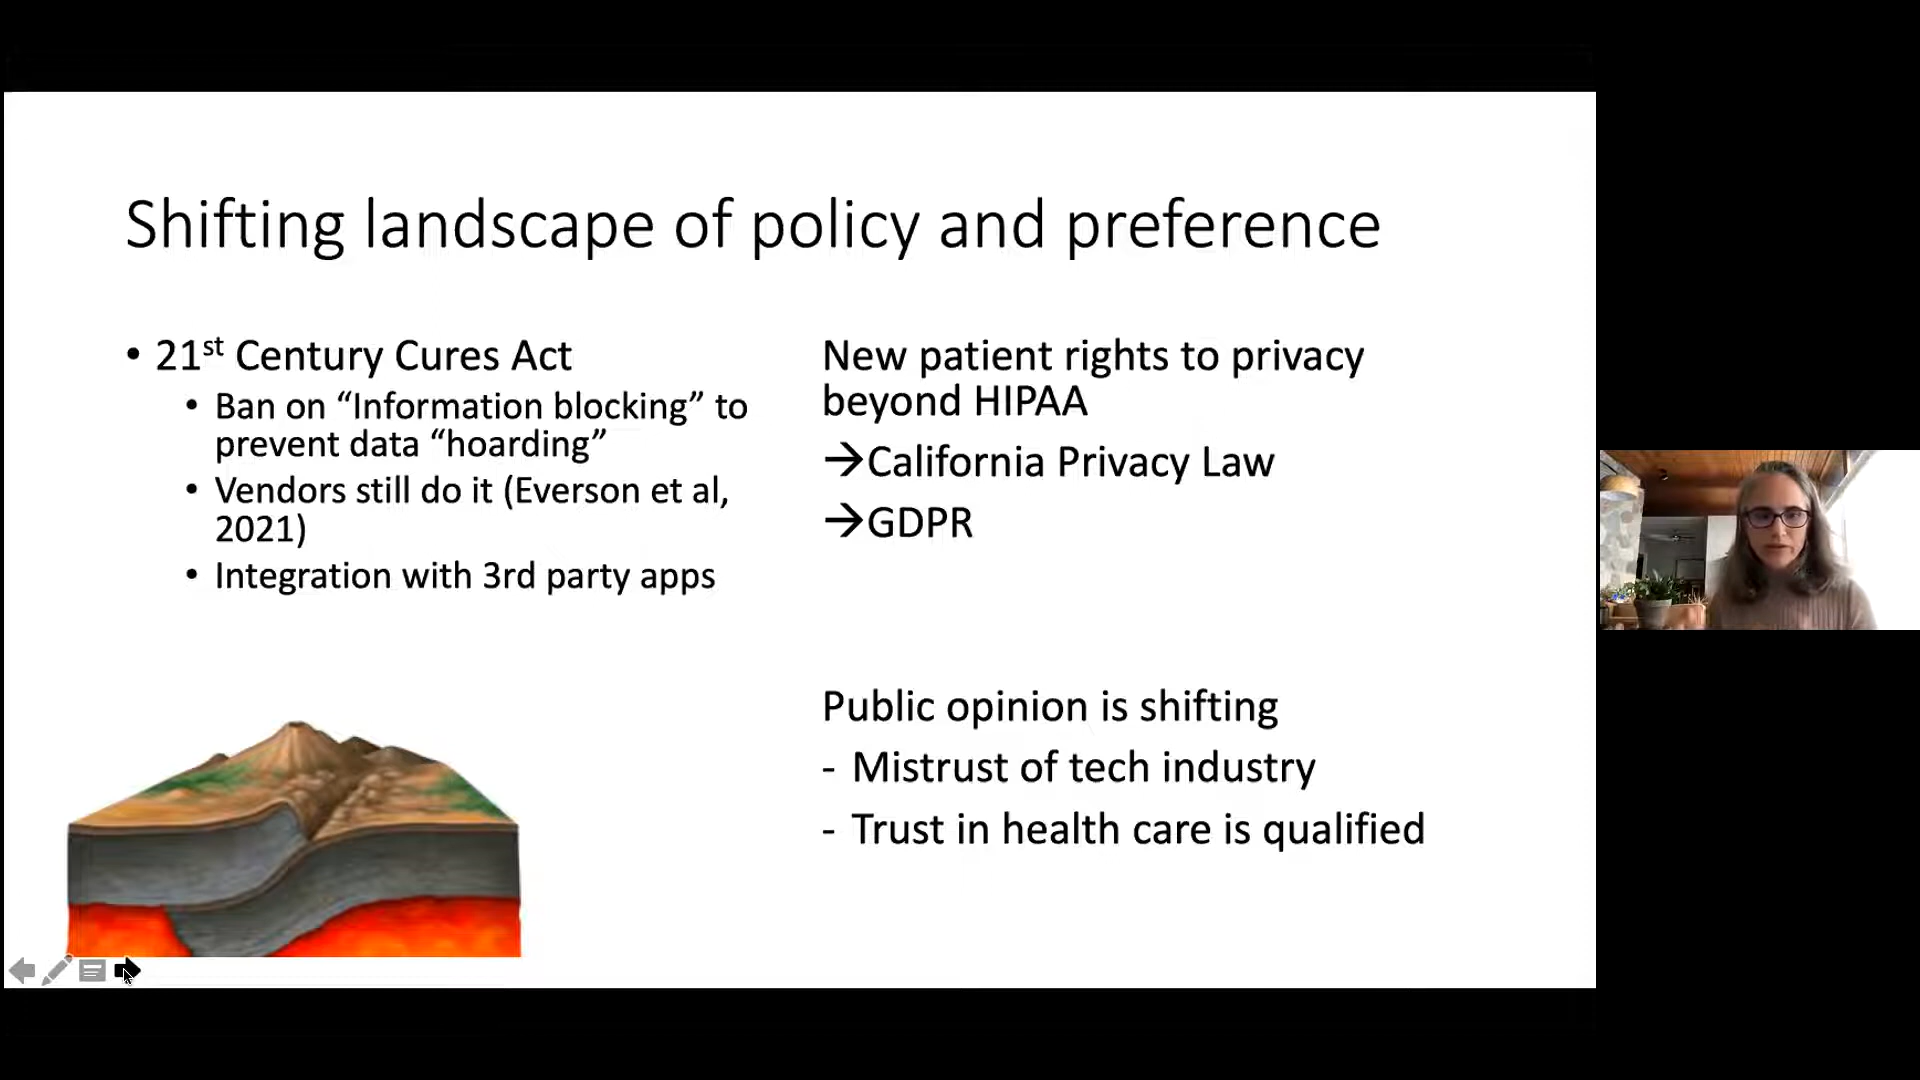 Shifting landscape of policy and preference
• 21st Century Cures Act
• Ban on “Information blocking” to
prevent data “hoarding”
• Vendors still do it (Everson et al,
2021)
• Integration with 3rd party apps
New patient rights to privacy
beyond HIPAA
→California Privacy Law
→GDPR
Public opinion is shifting
- Mistrust of tech industry
- Trust in health care is qualified